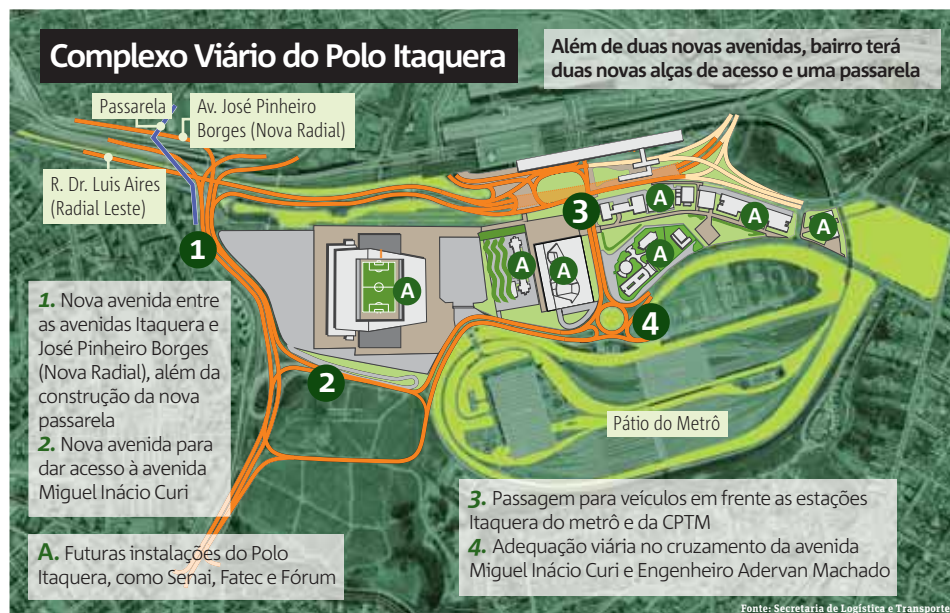 Complexo Viário do Polo Itaquera
Além de duas novas avenidas, bairro terá
duas novas alças de acesso e uma passarela
Passarela
Av. José Pinheiro
Borges (Nova Radial)
R. Dr. Luis Aires
(Radial Leste)
1
2
3
4
A
A
A
A
A
A
A
1. Nova avenida entre
as avenidas Itaquera e
José Pinheiro Borges
(Nova Radial), além da
construção da nova
passarela
2. Nova avenida para
dar acesso à avenida
Miguel Inácio Curi
Pátio do Metrô
A. Futuras instalações do Polo
Itaquera, como Senai, Fatec e Fórum
3. Passagem para veículos em frente as estações
Itaquera do metrô e da CPTM
4. Adequação viária no cruzamento da avenida
Miguel Inácio Curi e Engenheiro Adervan Machado
Fonte: Secretaria de Logística e Transporte